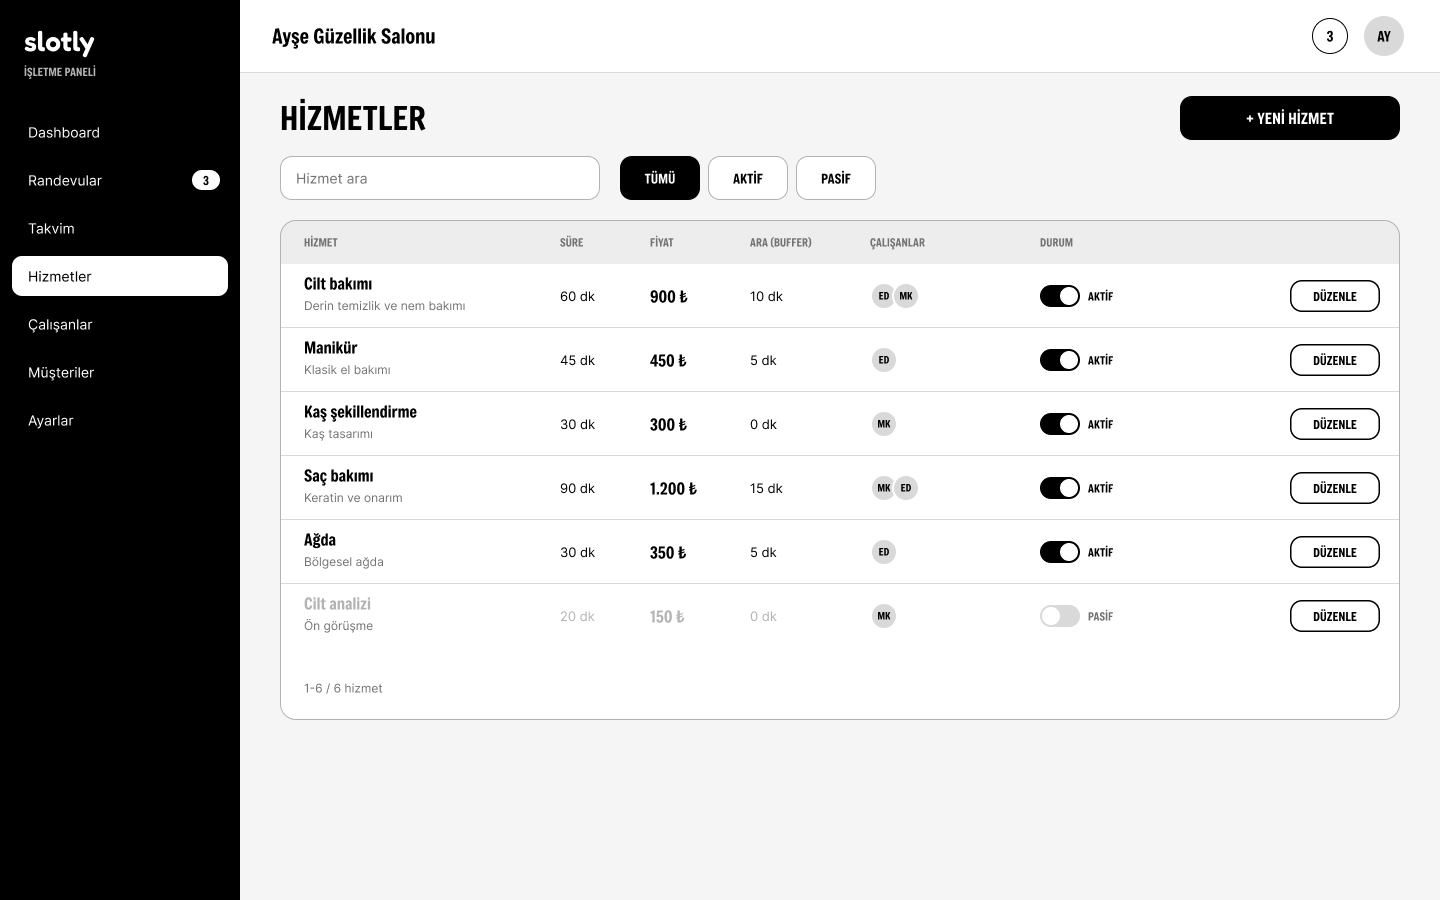 slotly
İŞLETME PANELİ
Dashboard
Randevular 3
Takvim
Hizmetler
Çalışanlar
Müşteriler
Ayarlar
Ayşe Güzellik Salonu 3 AY
HİZMETLER + YENİ HİZMET
Hizmet ara TÜMÜ AKTİF PASİF
HİZMET SÜRE FİYAT ARA (BUFFER) ÇALIŞANLAR DURUM
Cilt bakımı
Derin temizlik ve nem bakımı
60 dk 900 ₺ 10 dk ED MK AKTİF DÜZENLE
Manikür
Klasik el bakımı
45 dk 450 ₺ 5 dk ED AKTİF DÜZENLE
Kaş şekillendirme
Kaş tasarımı
30 dk 300 ₺ 0 dk MK AKTİF DÜZENLE
Saç bakımı
Keratin ve onarım
90 dk 1.200 ₺ 15 dk MK ED AKTİF DÜZENLE
Ağda
Bölgesel ağda
30 dk 350 ₺ 5 dk ED AKTİF DÜZENLE
Cilt analizi
Ön görüşme
20 dk 150 ₺ 0 dk MK PASİF DÜZENLE
1-6 / 6 hizmet